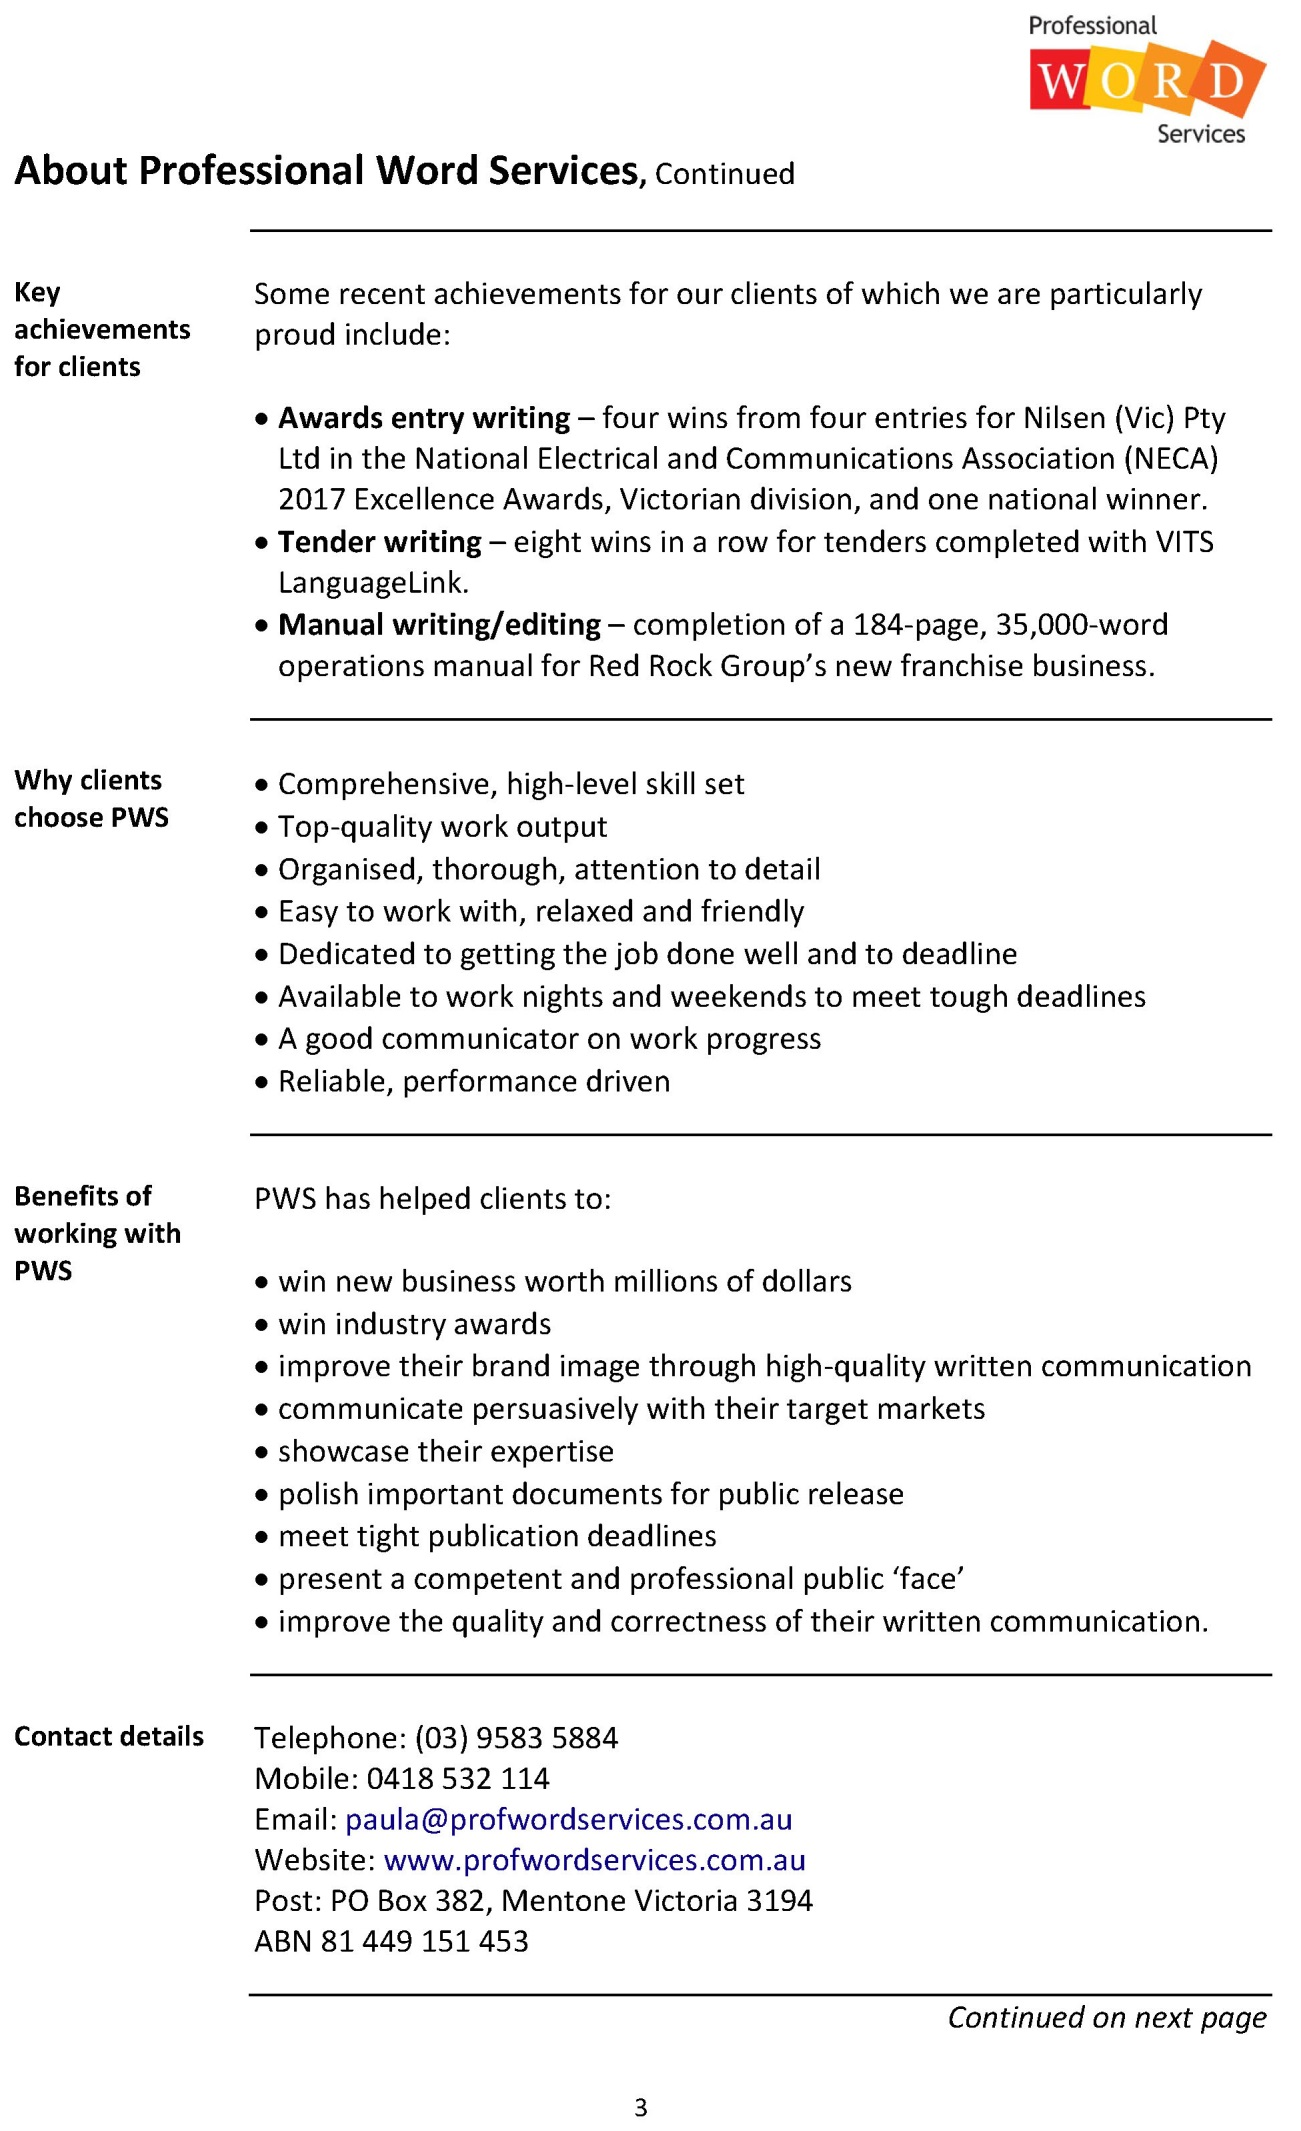 Professional
WORD
Services
About Professional Word Services, Continued
Key
achievements
for clients
Some recent achievements for our clients of which we are particularly
proud include:
• Awards entry writing – four wins from four entries for Nilsen (Vic) Pty
Ltd in the National Electrical and Communications Association (NECA)
2017 Excellence Awards, Victorian division, and one national winner.
• Tender writing – eight wins in a row for tenders completed with VITS
LanguageLink.
• Manual writing/editing – completion of a 184-page, 35,000-word
operations manual for Red Rock Group’s new franchise business.
Why clients
choose PWS
• Comprehensive, high-level skill set
• Top-quality work output
• Organised, thorough, attention to detail
• Easy to work with, relaxed and friendly
• Dedicated to getting the job done well and to deadline
• Available to work nights and weekends to meet tough deadlines
• A good communicator on work progress
• Reliable, performance driven
Benefits of
working with
PWS
PWS has helped clients to:
• win new business worth millions of dollars
• win industry awards
• improve their brand image through high-quality written communication
• communicate persuasively with their target markets
• showcase their expertise
• polish important documents for public release
• meet tight publication deadlines
• present a competent and professional public ‘face’
• improve the quality and correctness of their written communication.
Contact details
Telephone: (03) 9583 5884
Mobile: 0418 532 114
Email: paula@profwordservices.com.au
Website: www.profwordservices.com.au
Post: PO Box 382, Mentone Victoria 3194
ABN 81 449 151 453
Continued on next page
3